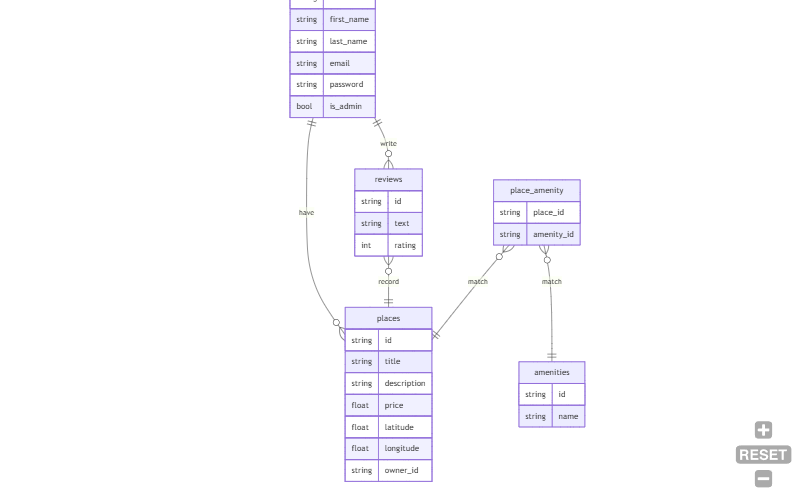 string first_name
string last_name
string email
string password
bool is_admin
write
have
reviews
string id
string text
int rating
record
place_amenity
string place_id
string amenity_id
match
match
places
string id
string title
string description
float price
float latitude
float longitude
string owner_id
amenities
string id
string name
RESET